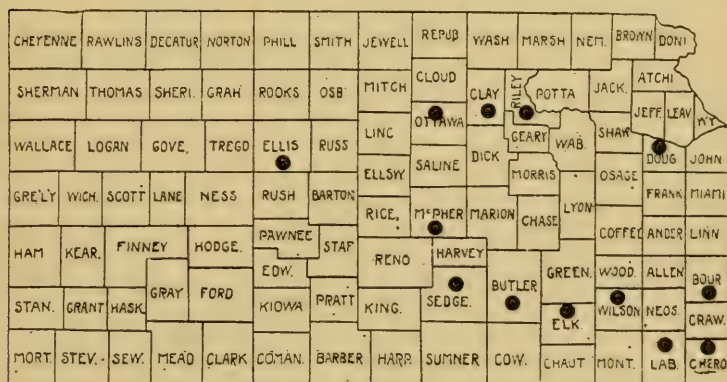 CHEYENNE RAWLINS DECATUR NORTON PHILL SMITH JEWELL REPUB WASH MARSH NEM. BROWN DONI
SHERMAN THOMAS SHERI. GRAH ROOKS OSB MITCH CLOUD CLAY RILEY POTTA JACK. ATCHI
JEFF. LEAV WY.
WALLACE LOGAN GOVE. TREGO ELLIS RUSS LINC OTTAWA DICK GEARY WAB. SHAW DOUG JOHN
ELLSW SALINE MORRIS OSAGE
GRE'LY WICH. SCOTT LANE NESS RUSH BARTON RICE. McPHER MARION CHASE LYON FRANK MIAMI
HAM KEAR. FINNEY HODGE. PAWNEE STAF RENO HARVEY COFFEY ANDER LINN
EDW.
GRAY FORD SEDGE. BUTLER GREEN. WOOD. ALLEN BOUR
STAN. GRANT HASK. KIOWA PRATT KING. ELK. WILSON NEOS. CRAW.
MORT. STEV. SEW. MEAD CLARK COMAN. BARBER HARP. SUMNER COW. CHAUT MONT. LAB. CHERO